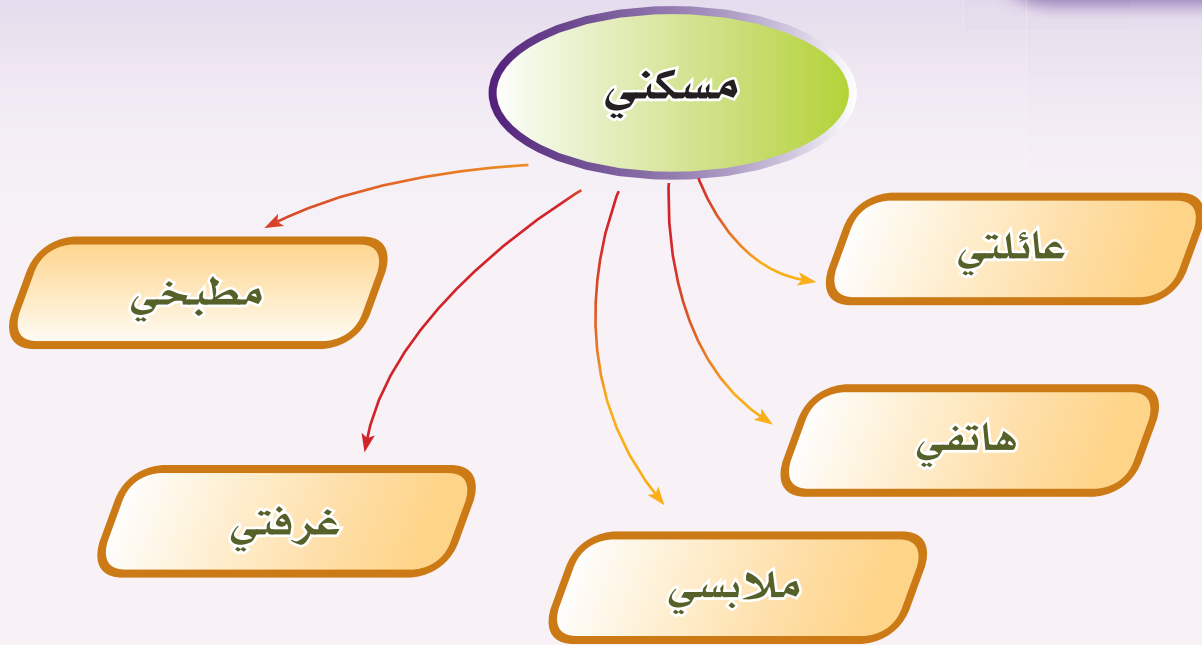 مسكني
عائلتي
هاتفي
ملابسي
غرفتي
مطبخي